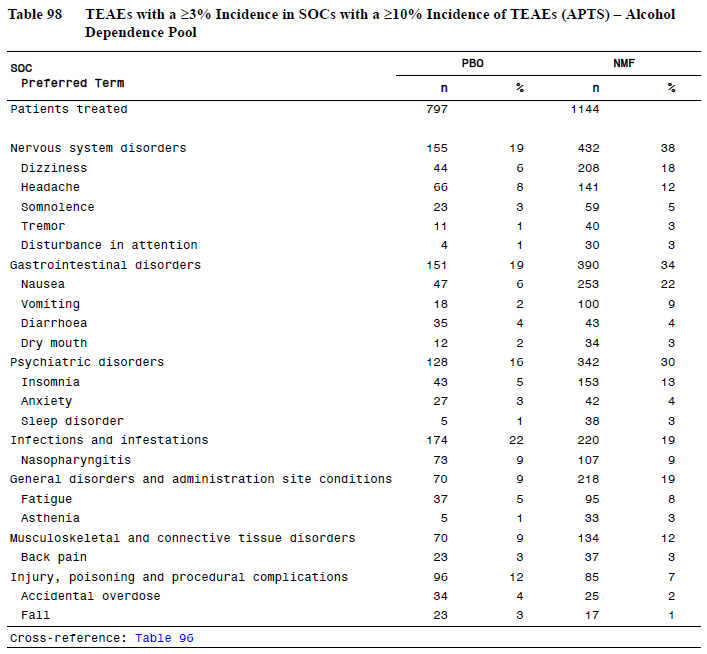 Table 98 TEAEs with a ≥3% Incidence in SOCs with a ≥10% Incidence of TEAEs (APTS) – Alcohol
Dependence Pool
SOC PBO NMF
Preferred Term n % n %
Patients treated 797 1144
Nervous system disorders 155 19 432 38
Dizziness 44 6 208 18
Headache 66 8 141 12
Somnolence 23 3 59 5
Tremor 11 1 40 3
Disturbance in attention 4 1 30 3
Gastrointestinal disorders 151 19 390 34
Nausea 47 6 253 22
Vomiting 18 2 100 9
Diarrhoea 35 4 43 4
Dry mouth 12 2 34 3
Psychiatric disorders 128 16 342 30
Insomnia 43 5 153 13
Anxiety 27 3 42 4
Sleep disorder 5 1 38 3
Infections and infestations 174 22 220 19
Nasopharyngitis 73 9 107 9
General disorders and administration site conditions 70 9 218 19
Fatigue 37 5 95 8
Asthenia 5 1 33 3
Musculoskeletal and connective tissue disorders 70 9 134 12
Back pain 23 3 37 3
Injury, poisoning and procedural complications 96 12 85 7
Accidental overdose 34 4 25 2
Fall 23 3 17 1
Cross-reference: Table 96